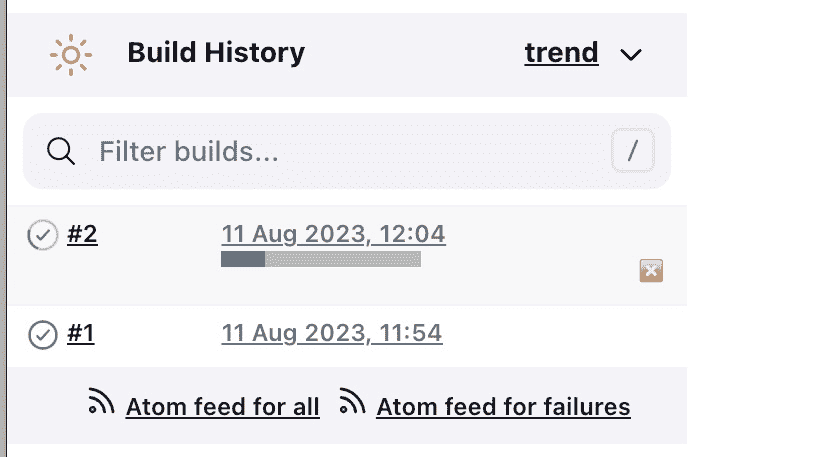 Build History trend
Filter builds... /
#2 11 Aug 2023, 12:04
#1 11 Aug 2023, 11:54
Atom feed for all Atom feed for failures